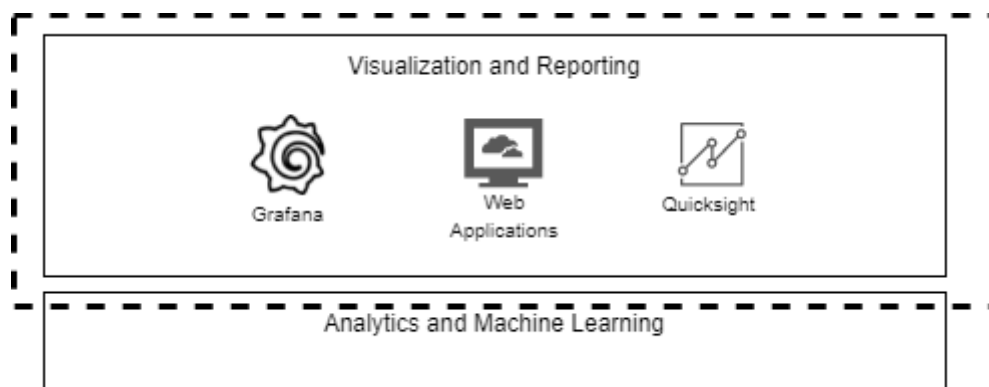 Visualization and Reporting
Grafana
Web
Applications
Quicksight
Analytics and Machine Learning